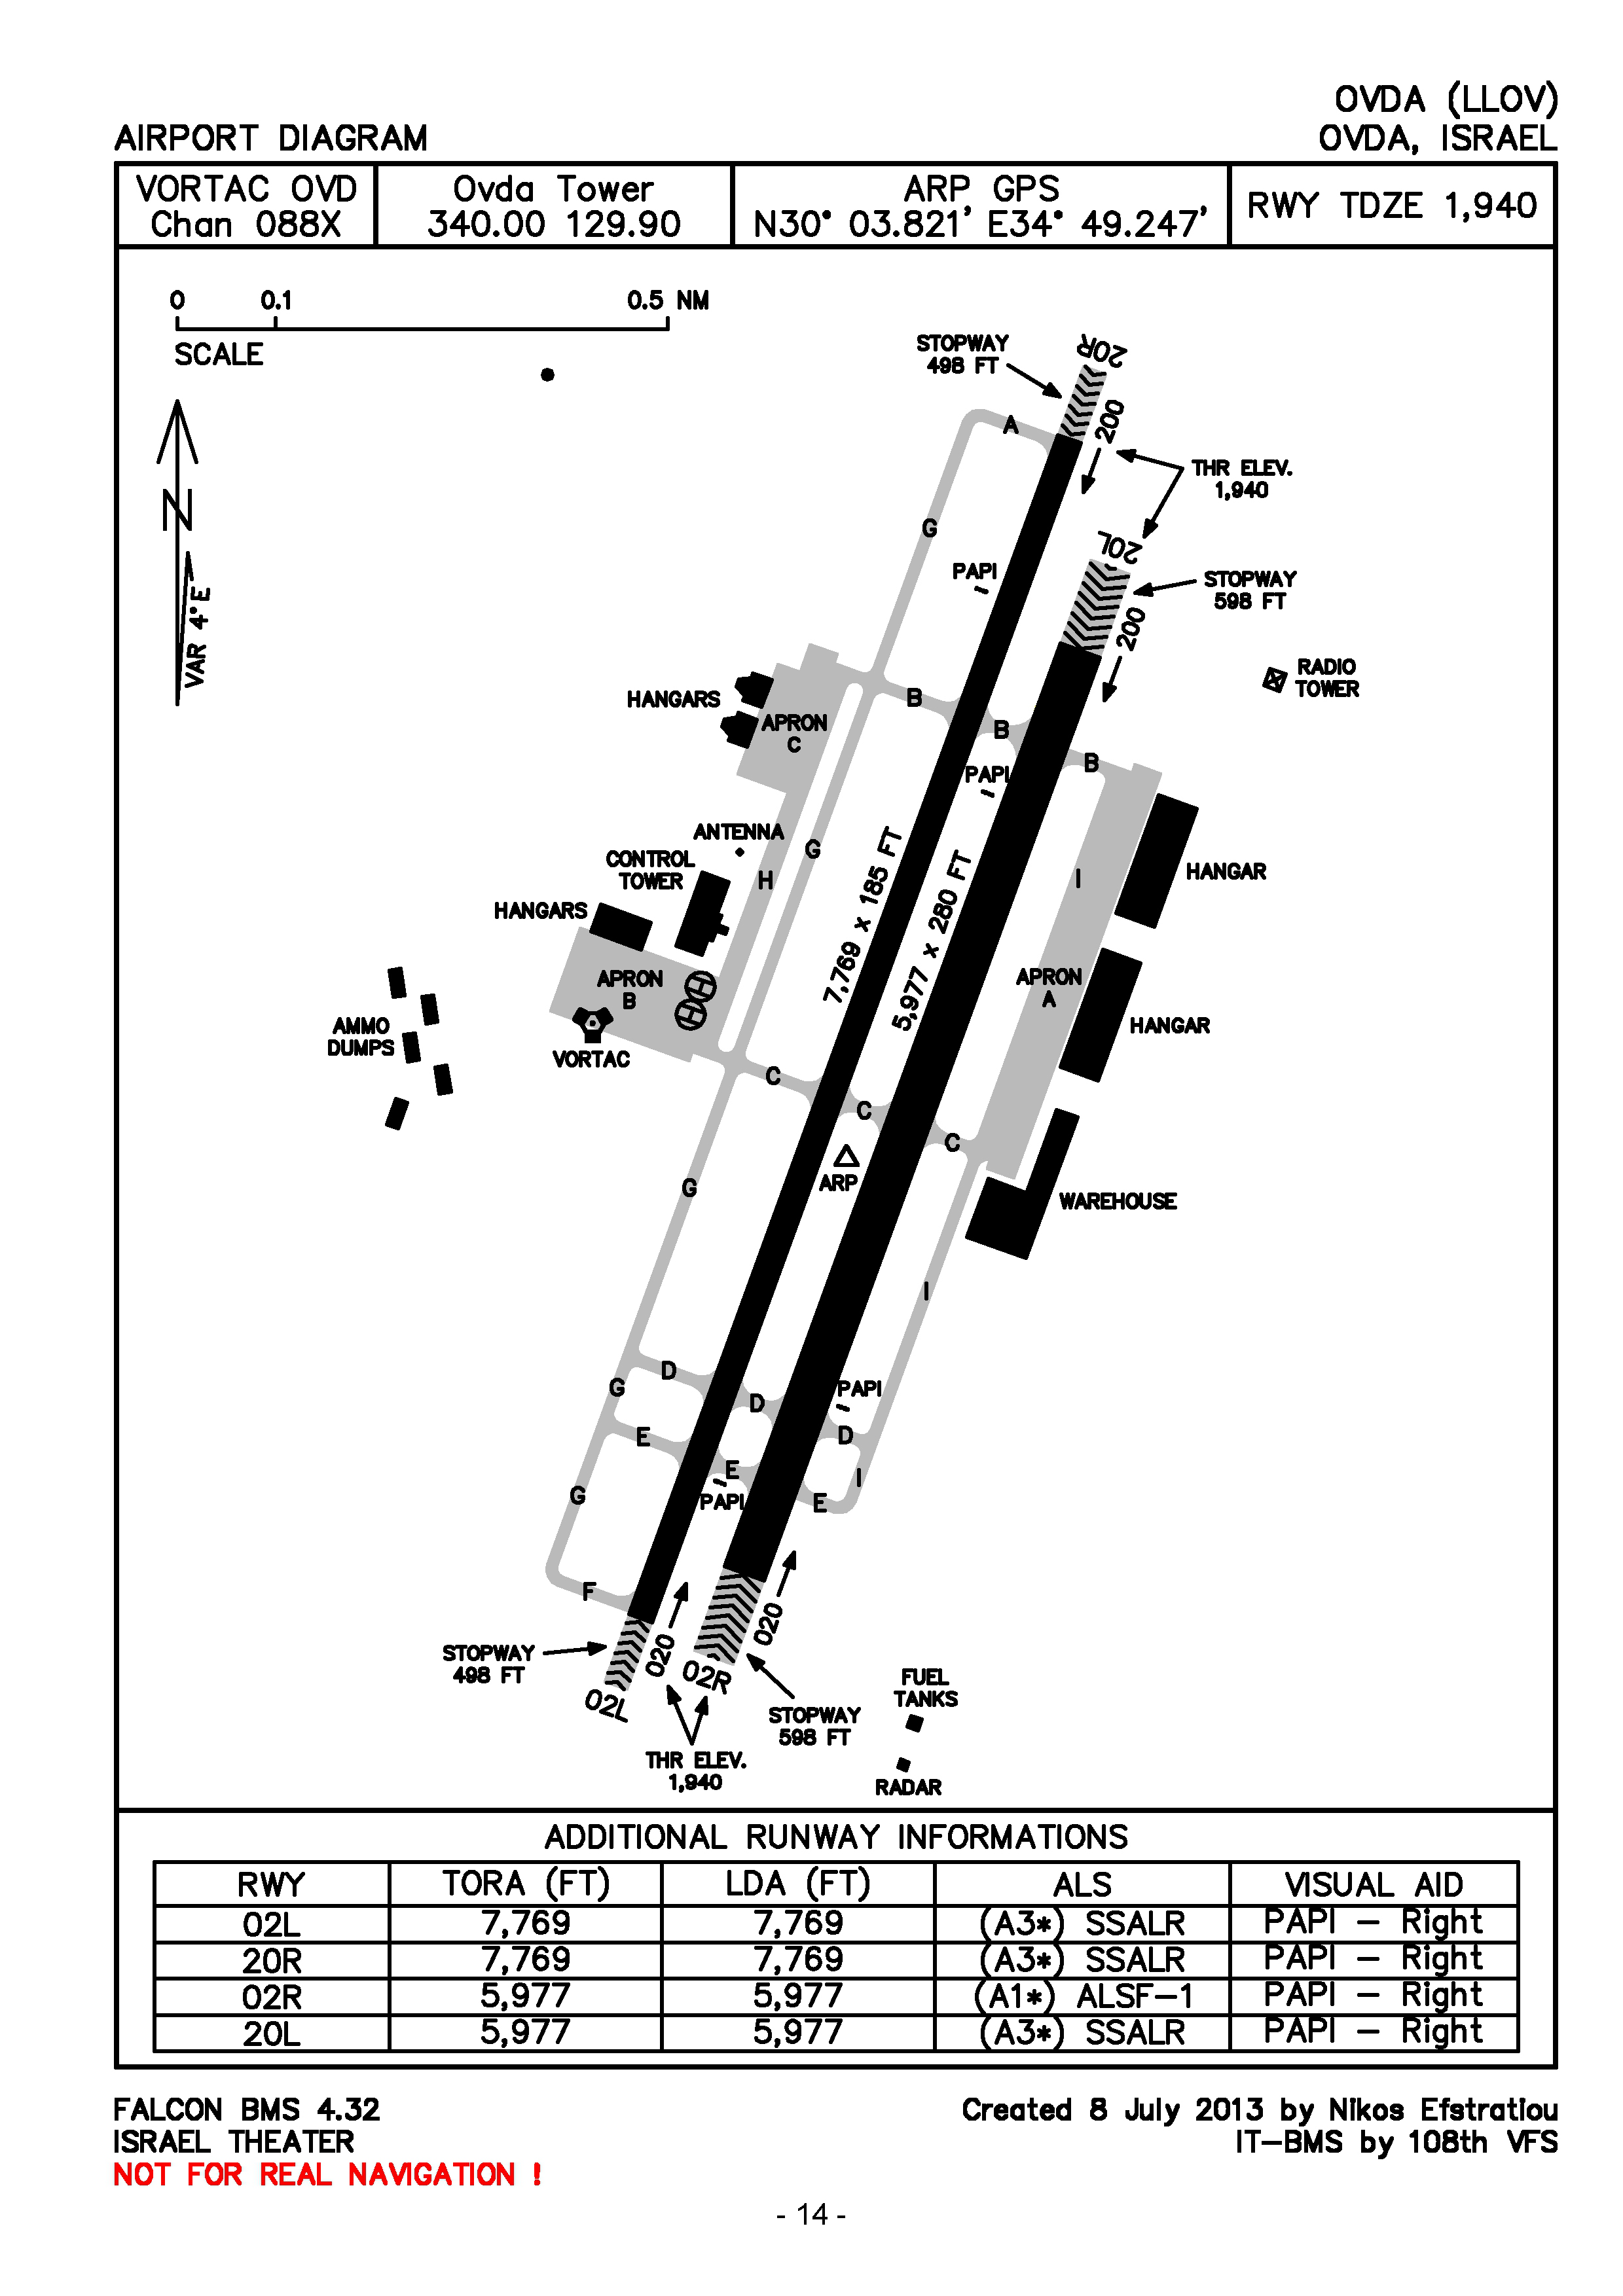 OVDA (LLOV)
AIRPORT DIAGRAM
OVDA, ISRAEL
VORTAC OVD
Chan 088X
Ovda Tower
340.00 129.90
ARP GPS
N30° 03.821' E34° 49.247'
RWY TDZE 1,940
0 0.1 0.5 NM
SCALE
N
VAR 4°E
STOPWAY
498 FT
20R
200
A
THR ELEV.
1,940
G
20L
PAPI
STOPWAY
598 FT
200
RADIO
TOWER
HANGARS
B
APRON
C
B
B
PAPI
ANTENNA
G
CONTROL
TOWER
H
I
HANGAR
HANGARS
7,769 x 185 FT
5,977 x 280 FT
APRON
B
APRON
A
AMMO
DUMPS
HANGAR
VORTAC
C
C
C
ARP
G
WAREHOUSE
I
D
G
PAPI
D
D
E
E
I
G
PAPI
E
F
020
020
STOPWAY
498 FT
02L
02R
FUEL
TANKS
STOPWAY
598 FT
THR ELEV.
1,940
RADAR
ADDITIONAL RUNWAY INFORMATIONS
RWY TORA (FT) LDA (FT) ALS VISUAL AID
02L 7,769 7,769 (A3*) SSALR PAPI - Right
20R 7,769 7,769 (A3*) SSALR PAPI - Right
02R 5,977 5,977 (A1*) ALSF-1 PAPI - Right
20L 5,977 5,977 (A3*) SSALR PAPI - Right
FALCON BMS 4.32
Created 8 July 2013 by Nikos Efstratiou
ISRAEL THEATER
IT-BMS by 108th VFS
NOT FOR REAL NAVIGATION !
- 14 -